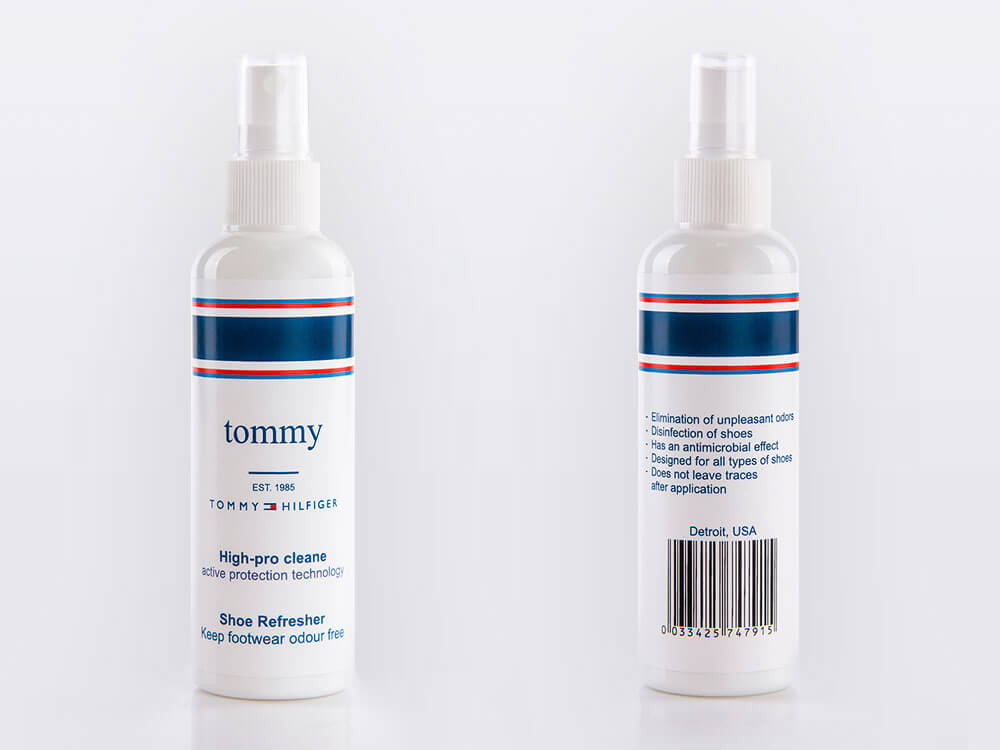 tommy
EST. 1985
TOMMY HILFIGER
High-pro cleane
active protection technology
Shoe Refresher
Keep footwear odour free
- Elimination of unpleasant odors
- Disinfection of shoes
- Has an antimicrobial effect
- Designed for all types of shoes
- Does not leave traces
after application
Detroit, USA
0 033425 747915